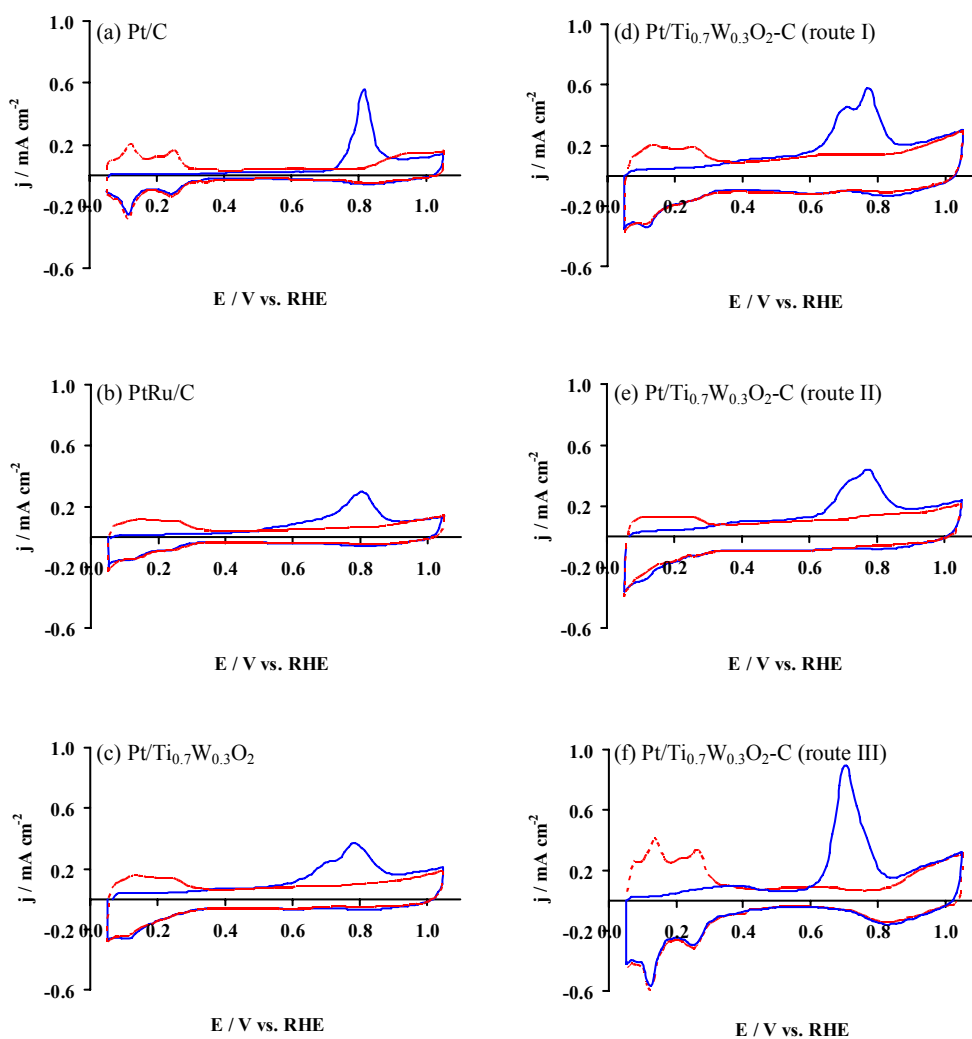 (a) Pt/C
1.0
0.6
0.2
-0.2
-0.6
0.0 0.2 0.4 0.6 0.8 1.0
j / mA cm⁻²
E / V vs. RHE
(d) Pt/Ti₀.₇W₀.₃O₂-C (route I)
1.0
0.6
0.2
-0.2
-0.6
0.0 0.2 0.4 0.6 0.8 1.0
j / mA cm⁻²
E / V vs. RHE
(b) PtRu/C
1.0
0.6
0.2
-0.2
-0.6
0.0 0.2 0.4 0.6 0.8 1.0
j / mA cm⁻²
E / V vs. RHE
(e) Pt/Ti₀.₇W₀.₃O₂-C (route II)
1.0
0.6
0.2
-0.2
-0.6
0.0 0.2 0.4 0.6 0.8 1.0
j / mA cm⁻²
E / V vs. RHE
(c) Pt/Ti₀.₇W₀.₃O₂
1.0
0.6
0.2
-0.2
-0.6
0.0 0.2 0.4 0.6 0.8 1.0
j / mA cm⁻²
E / V vs. RHE
(f) Pt/Ti₀.₇W₀.₃O₂-C (route III)
1.0
0.6
0.2
-0.2
-0.6
0.0 0.2 0.4 0.6 0.8 1.0
j / mA cm⁻²
E / V vs. RHE